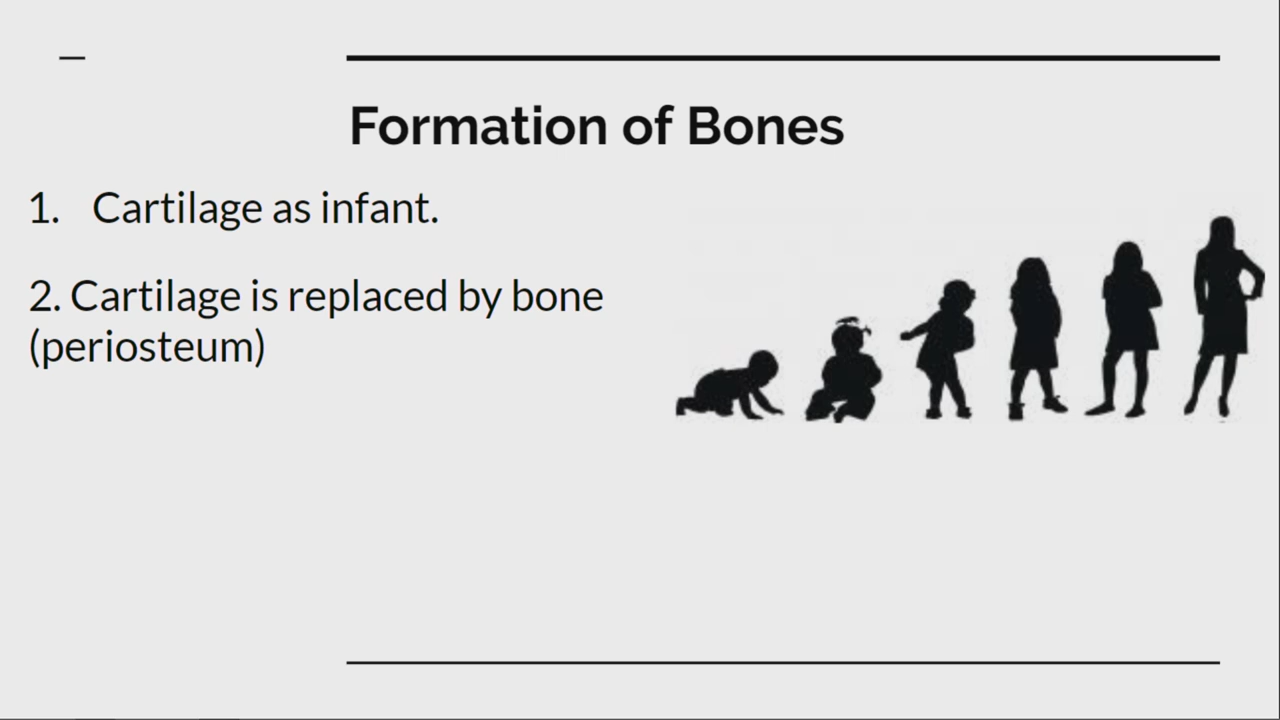 Formation of Bones
1. Cartilage as infant.
2. Cartilage is replaced by bone
(periosteum)